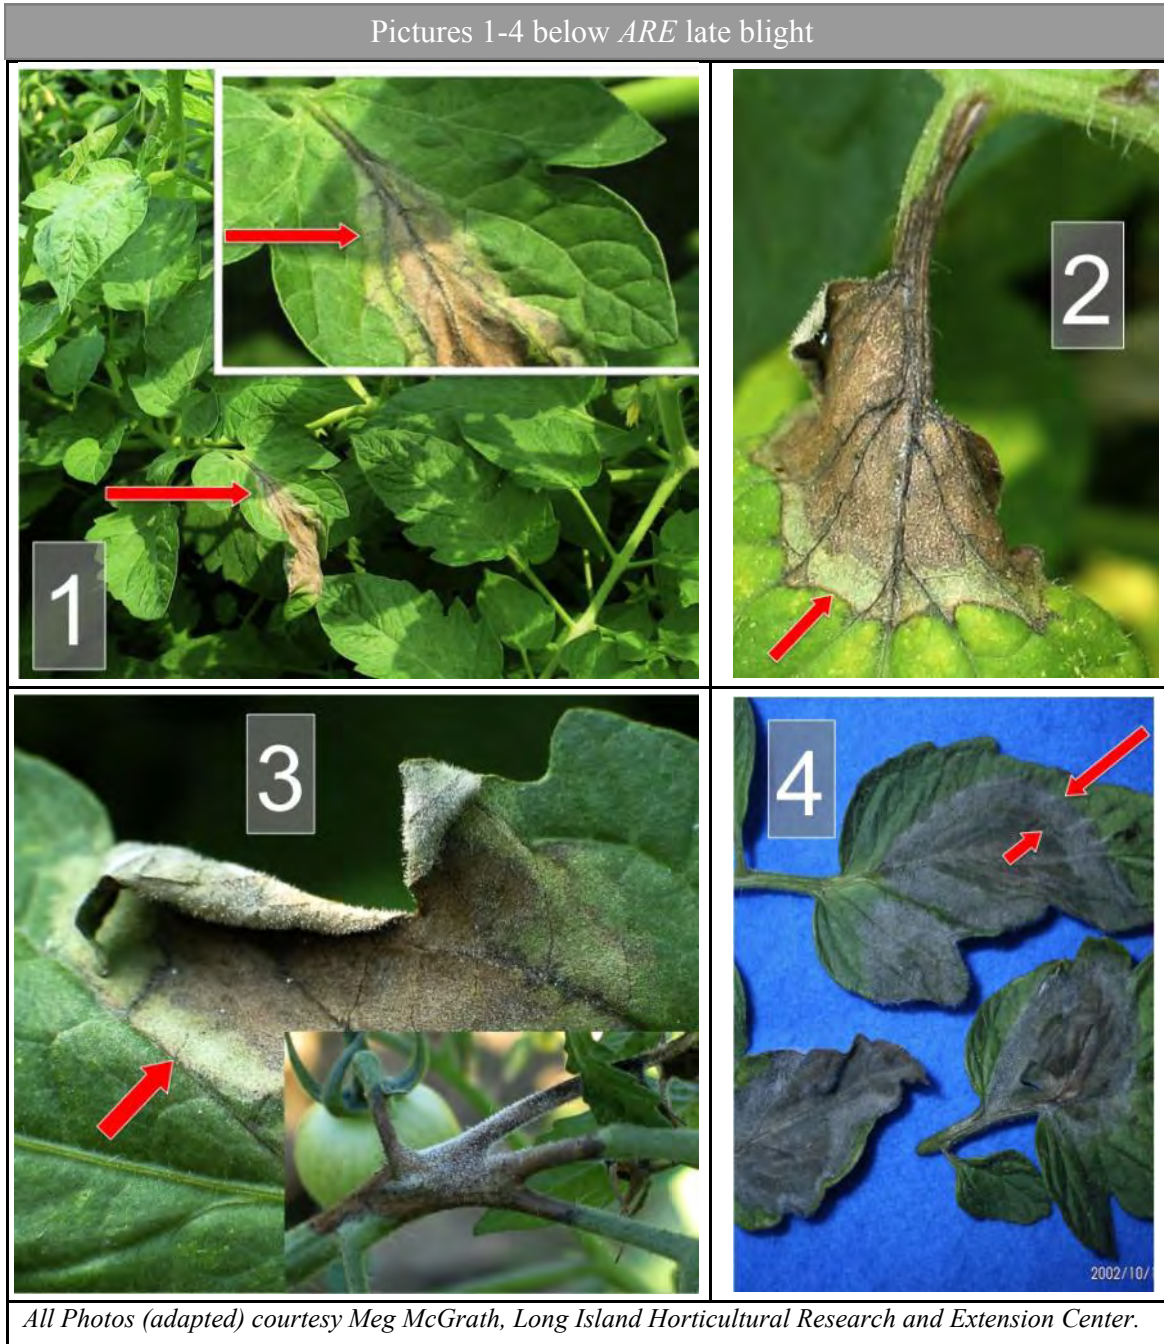 Pictures 1-4 below ARE late blight
1
2
3
4
2002/10/
All Photos (adapted) courtesy Meg McGrath, Long Island Horticultural Research and Extension Center.